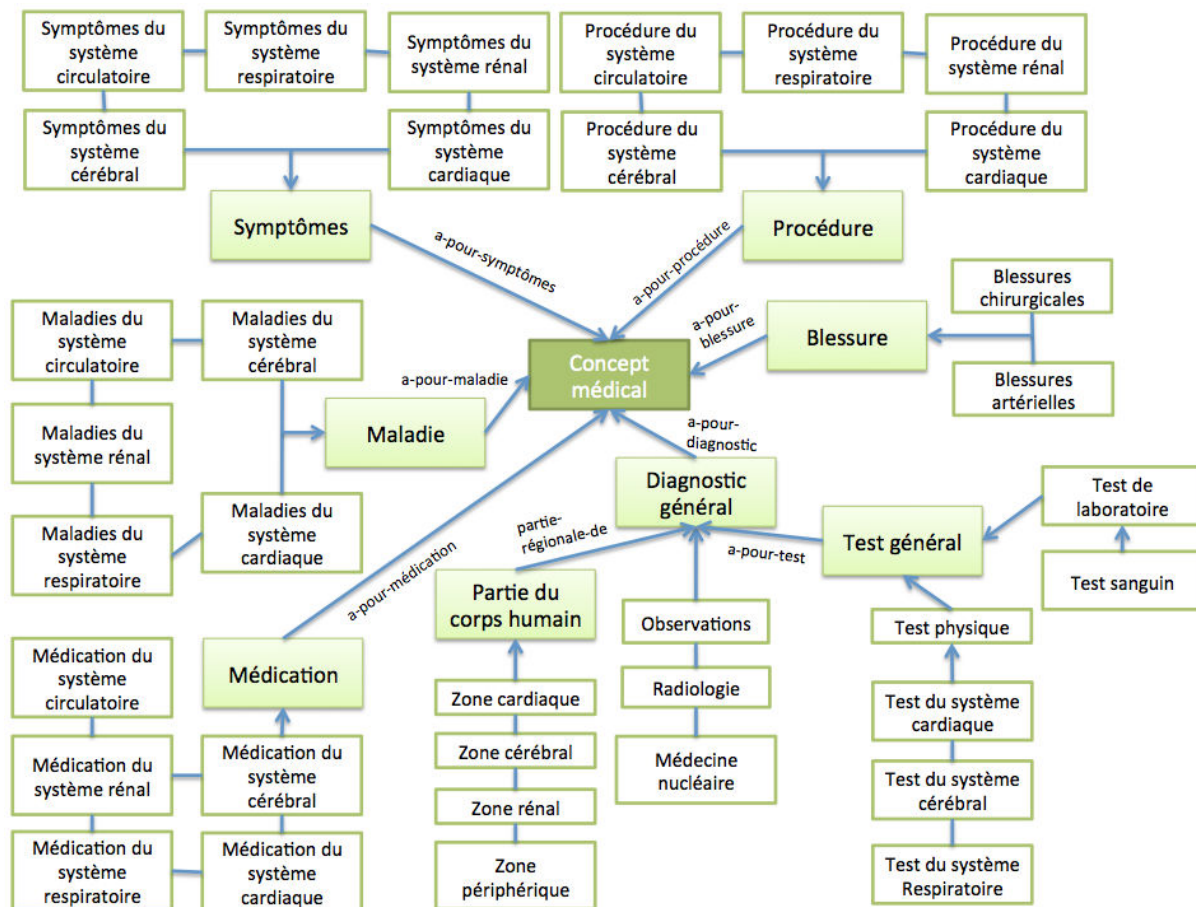 Symptômes du
système
circulatoire
Symptômes du
système
respiratoire
Symptômes du
système rénal
Symptômes du
système
cérébral
Symptômes du
système
cardiaque
Procédure du
système
circulatoire
Procédure du
système
respiratoire
Procédure du
système rénal
Procédure du
système
cérébral
Procédure du
système
cardiaque
Symptômes
Procédure
a-pour-symptômes
a-pour-procédure
a-pour-
blessure
Blessure
Blessures
chirurgicales
Blessures
artérielles
Concept
médical
Maladies du
système
circulatoire
Maladies du
système
cérébral
a-pour-maladie
Maladie
Maladies du
système rénal
Maladies du
système
respiratoire
Maladies du
système
cardiaque
a-pour-
diagnostic
Diagnostic
général
partie-
régionale-de
a-pour-test
Test général
Test de
laboratoire
Test sanguin
a-pour-médication
Partie du
corps humain
Observations
Test physique
Médication
Médication du
système
circulatoire
Médication du
système rénal
Médication du
système
cérébral
Médication du
système
respiratoire
Médication du
système
cardiaque
Zone cardiaque
Zone cérébral
Zone rénal
Zone
périphérique
Radiologie
Médecine
nucléaire
Test du système
cardiaque
Test du système
cérébral
Test du système
Respiratoire